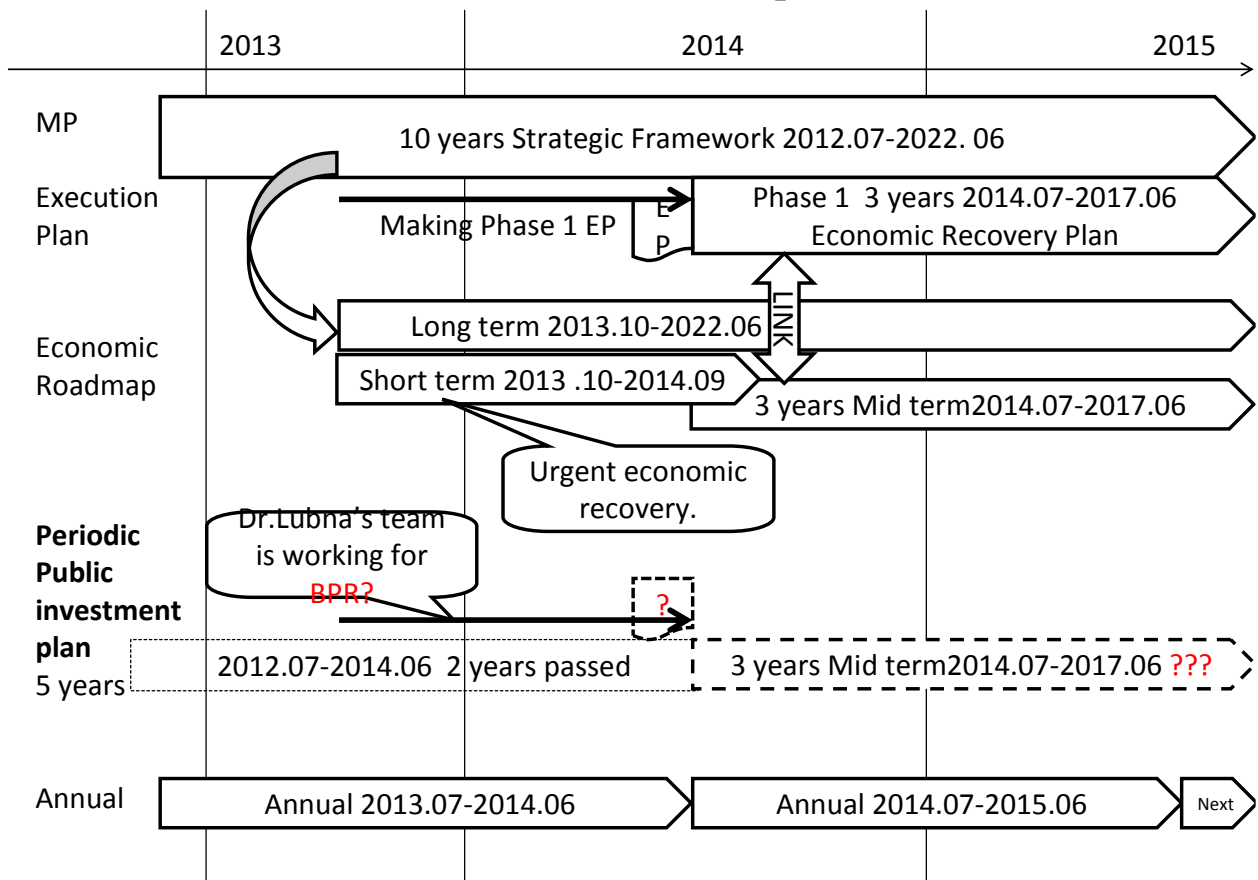 2013
2014
2015
MP
10 years Strategic Framework 2012.07-2022. 06
Execution
Plan
Making Phase 1 EP
E
P
Phase 1  3 years 2014.07-2017.06
Economic Recovery Plan
LINK
Economic
Roadmap
Long term 2013.10-2022.06
Short term 2013 .10-2014.09
3 years Mid term2014.07-2017.06
Urgent economic
recovery.
Periodic
Public
investment
plan
5 years
Dr.Lubna’s team
is working for
BPR?
?
2012.07-2014.06  2 years passed
3 years Mid term2014.07-2017.06 ???
Annual
Annual 2013.07-2014.06
Annual 2014.07-2015.06
Next